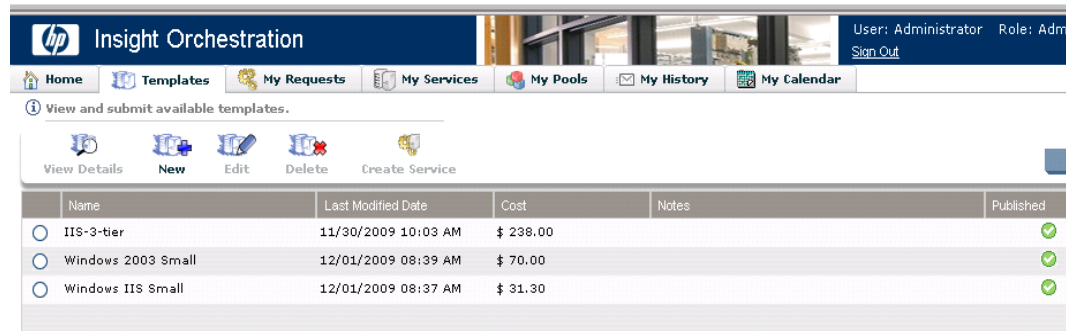 hp Insight Orchestration
User: Administrator Role: Adm
Sign Out
Home Templates My Requests My Services My Pools My History My Calendar
View and submit available templates.
View Details New Edit Delete Create Service
Name Last Modified Date Cost Notes Published
IIS-3-tier 11/30/2009 10:03 AM $ 238.00
Windows 2003 Small 12/01/2009 08:39 AM $ 70.00
Windows IIS Small 12/01/2009 08:37 AM $ 31.30